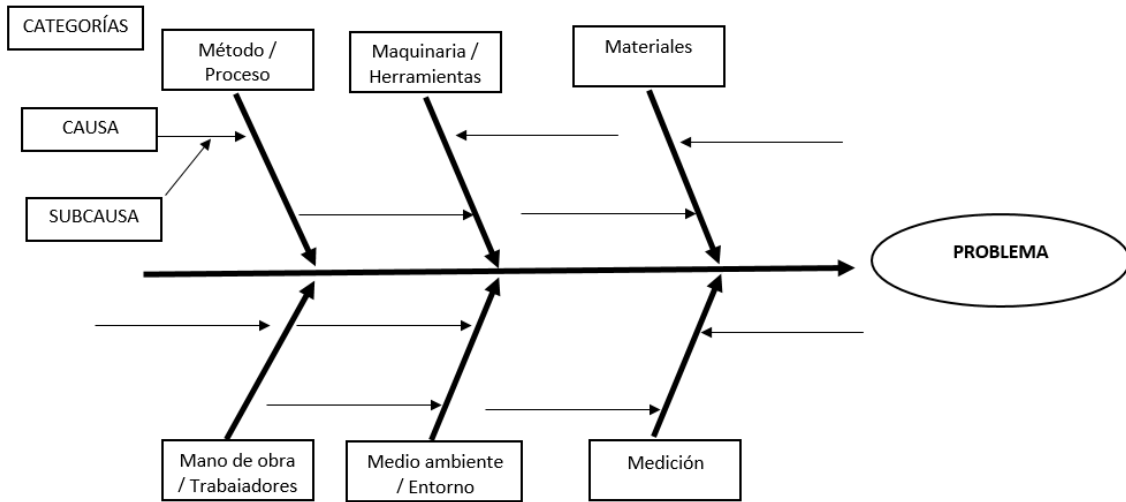 CATEGORÍAS
Método /
Proceso
Maquinaria /
Herramientas
Materiales
CAUSA
SUBCAUSA
PROBLEMA
Mano de obra
/ Trabaiadores
Medio ambiente
/ Entorno
Medición